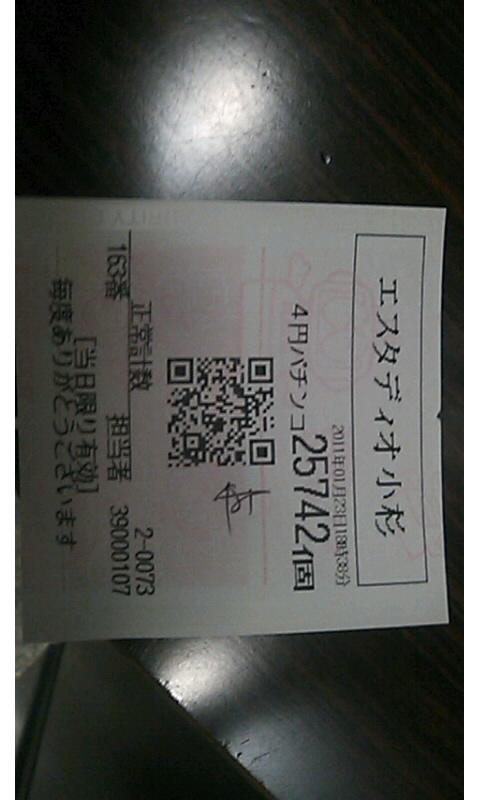 エスタディオ小杉
2011年01月23日18時38分
4円パチンコ25742個
正常計数 2-0073
163番 担当者 39000107
[当日限り有効]
毎度ありがとうございます